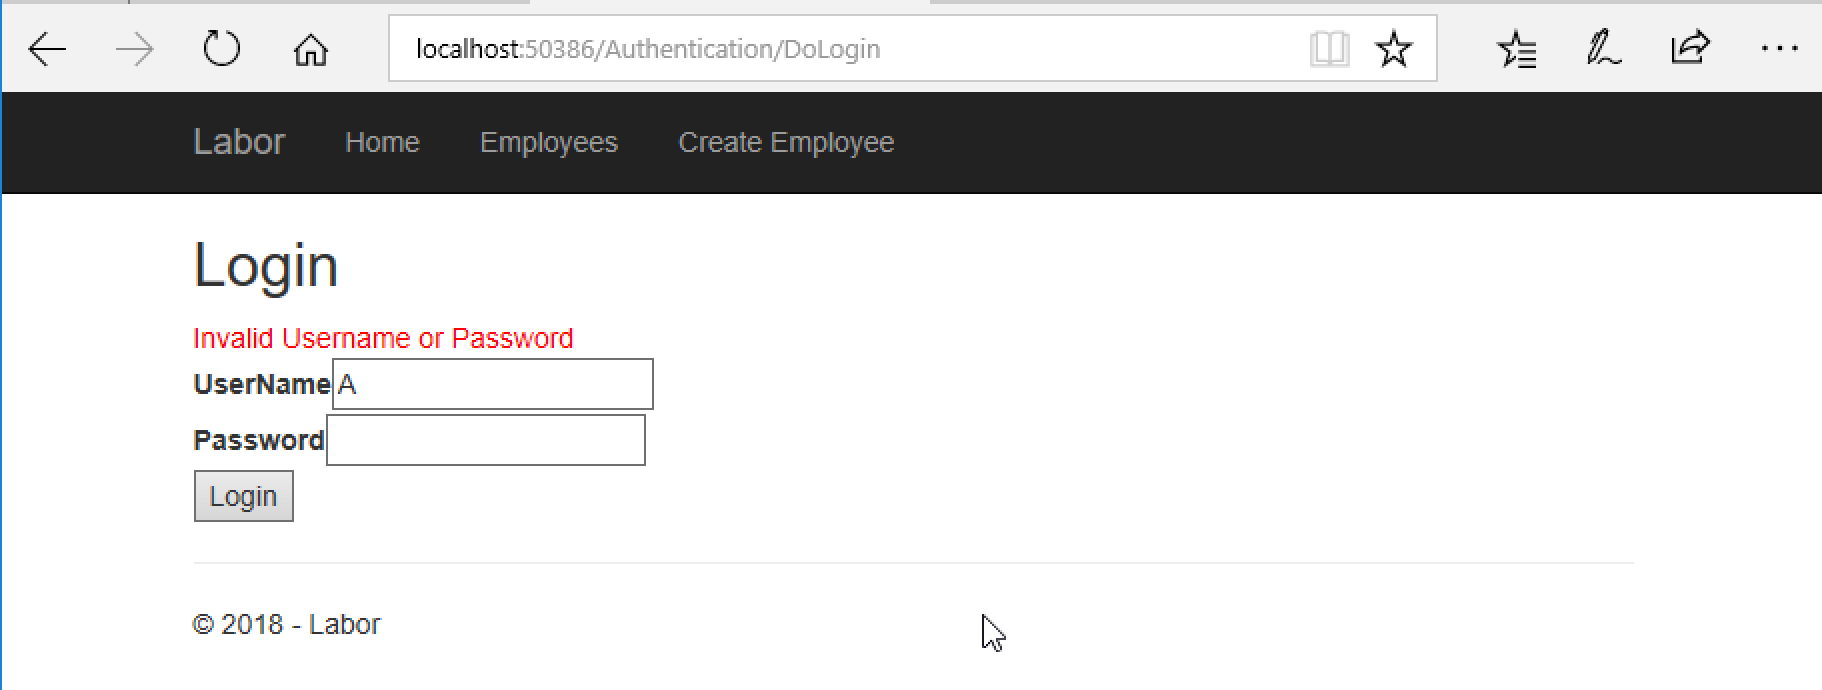 localhost:50386/Authentication/DoLogin
Labor Home Employees Create Employee
Login
Invalid Username or Password
UserName A
Password
Login
© 2018 - Labor